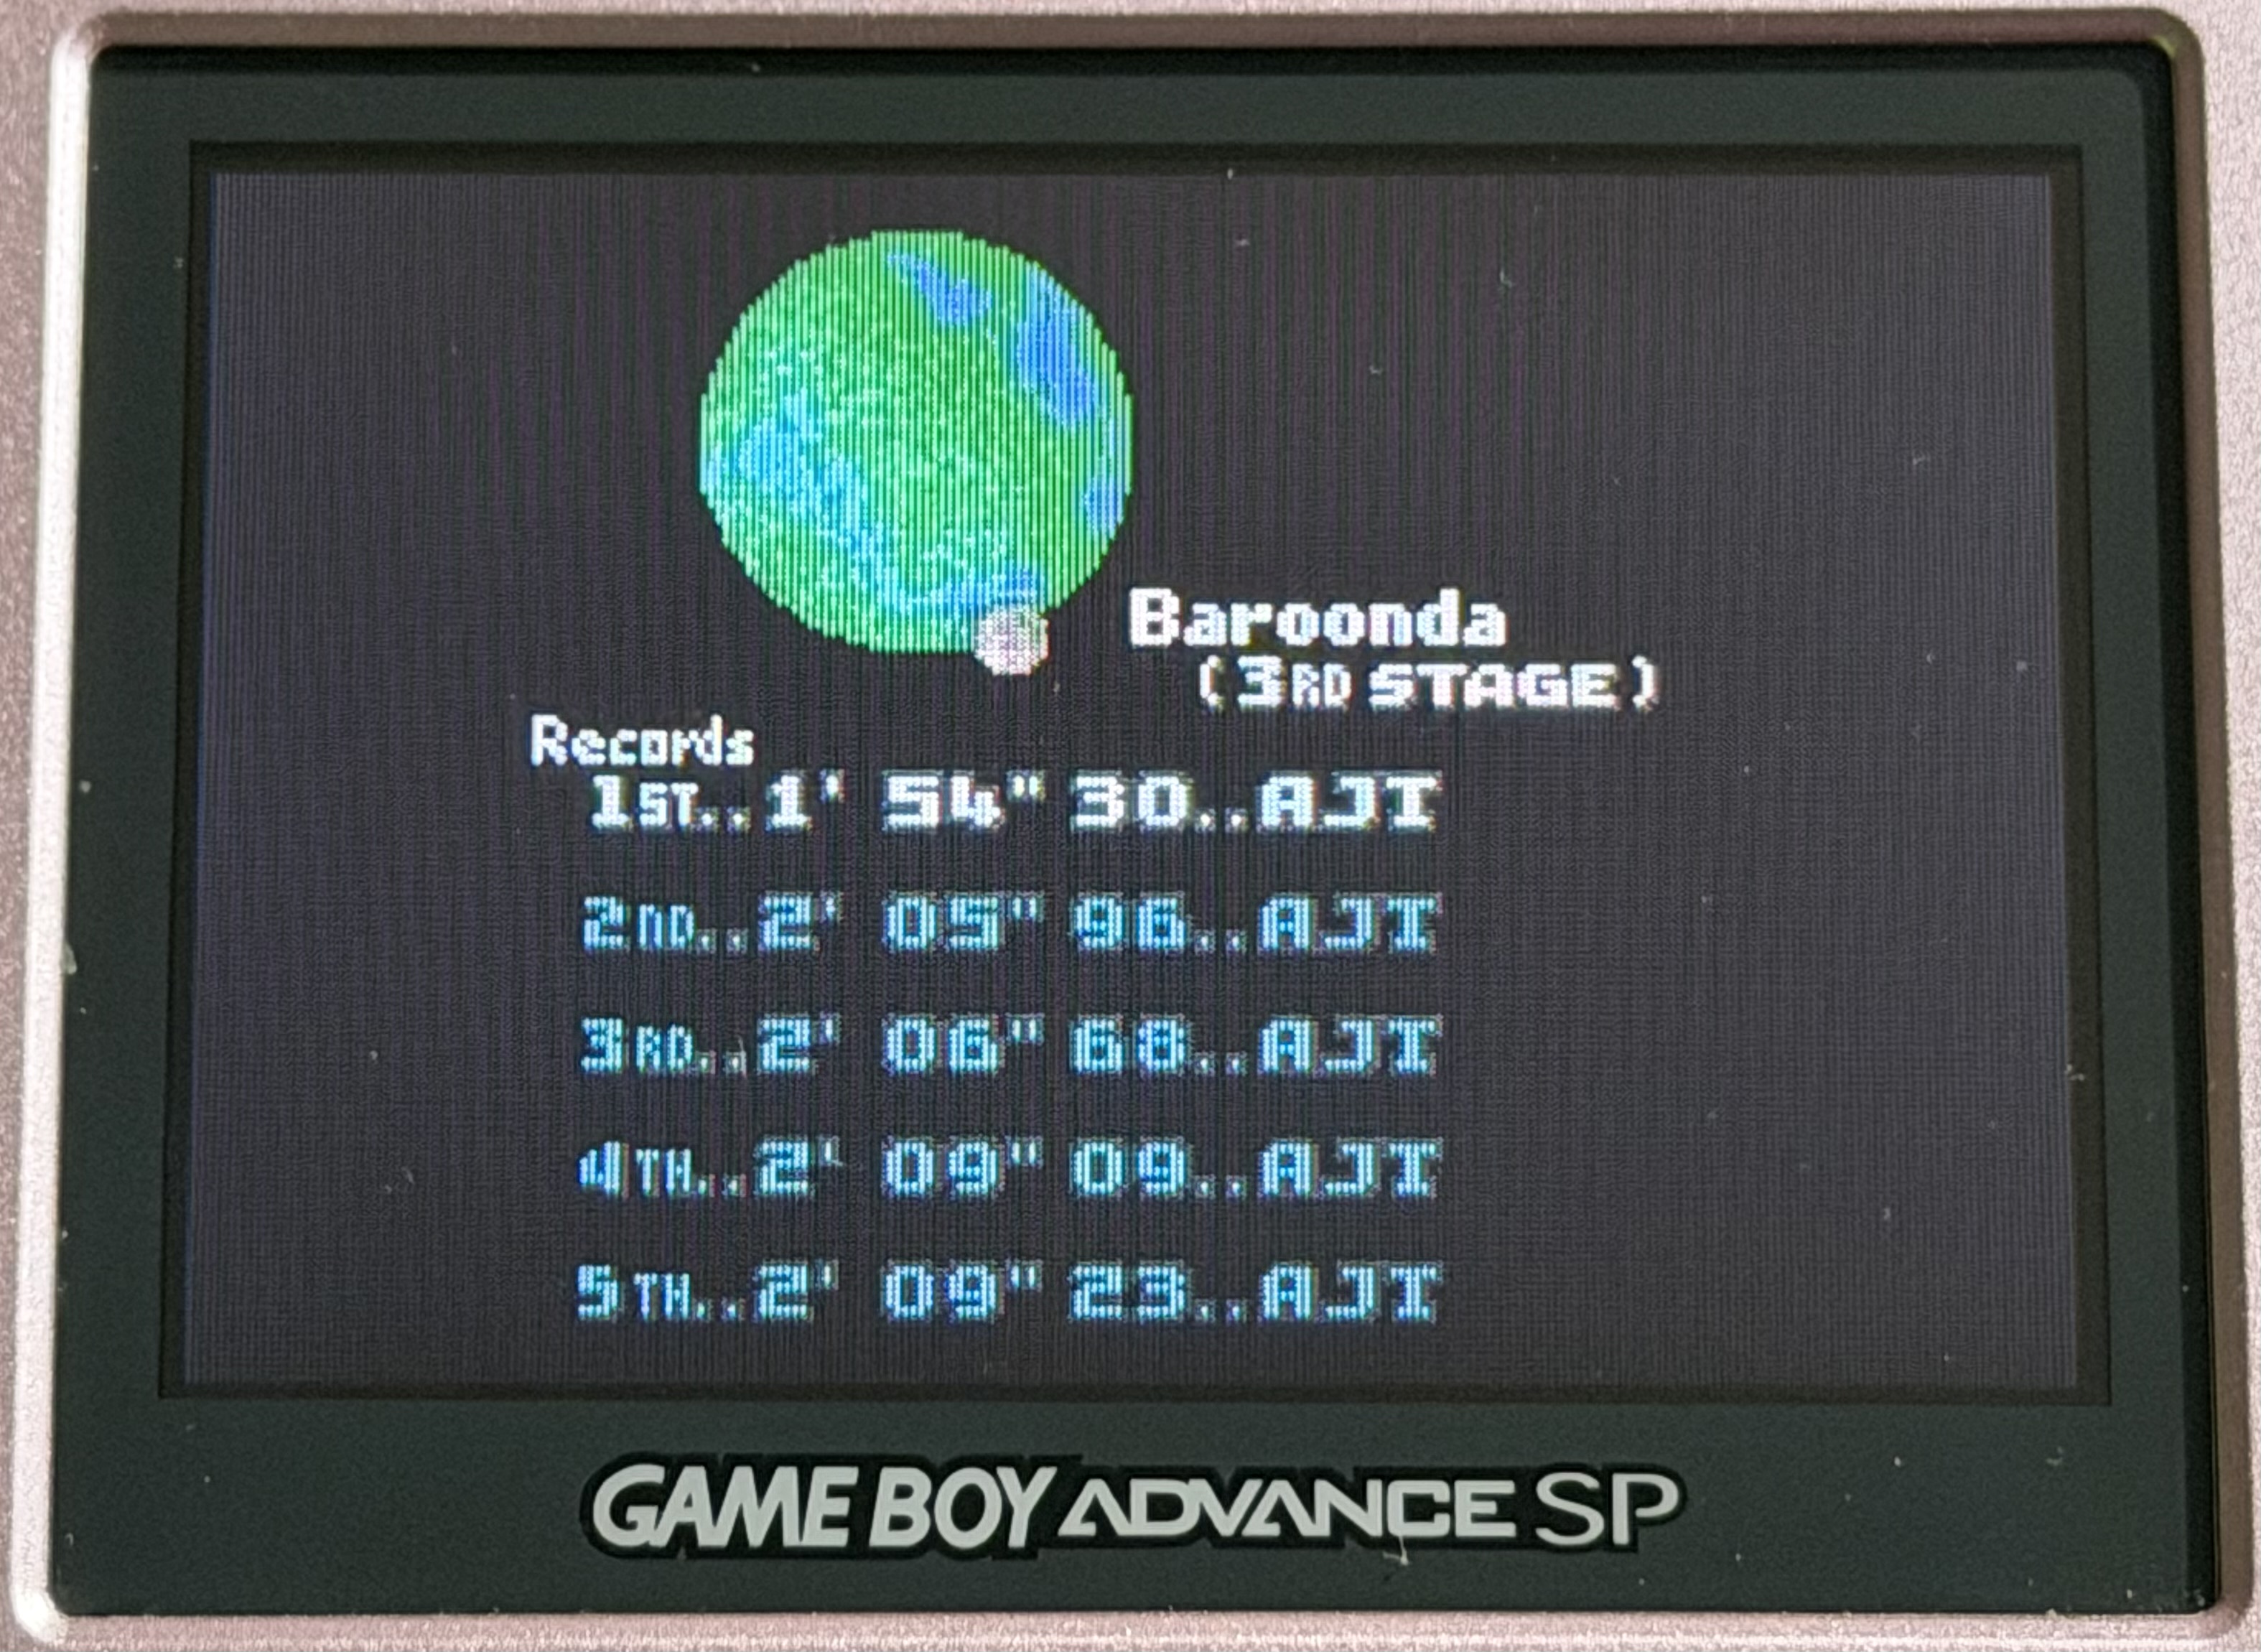 Baroonda
(3RD STAGE)
Records
1ST..1' 54" 30..AJI
2ND..2' 05" 96..AJI
3RD..2' 06" 68..AJI
4TH..2' 09" 09..AJI
5TH..2' 09" 23..AJI
GAME BOY ADVANCE SP